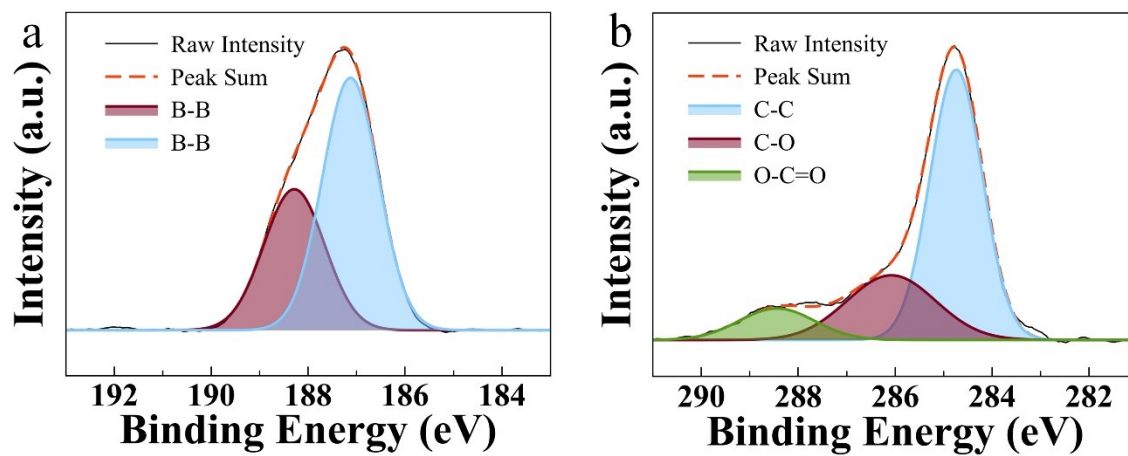 a
Raw Intensity
Peak Sum
B-B
B-B
Intensity (a.u.)
192 190 188 186 184
Binding Energy (eV)
b
Raw Intensity
Peak Sum
C-C
C-O
O-C=O
Intensity (a.u.)
290 288 286 284 282
Binding Energy (eV)